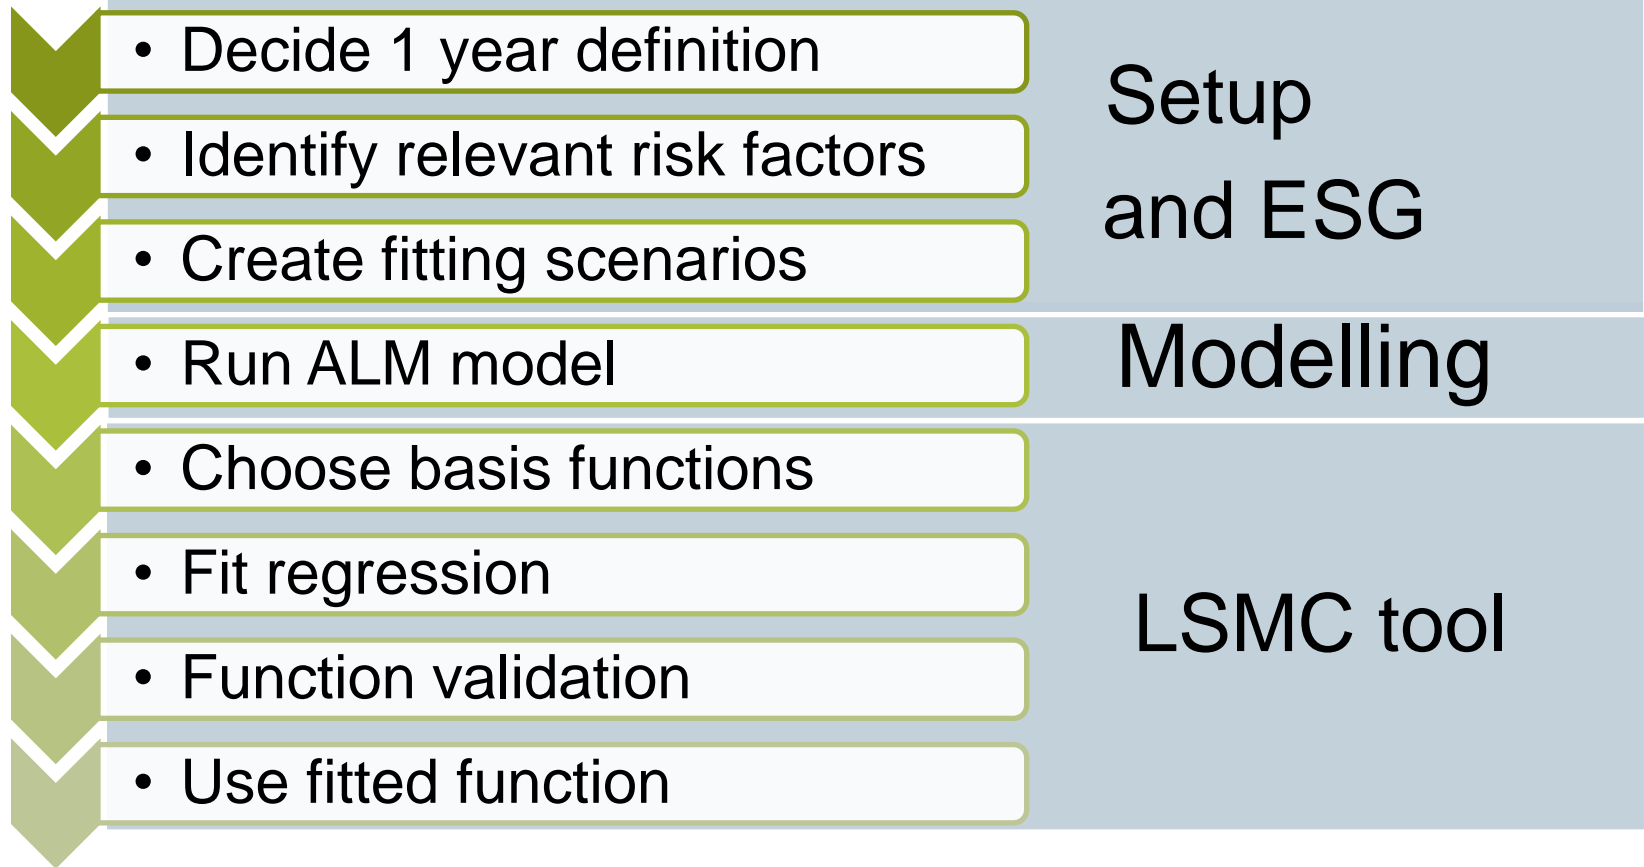 • Decide 1 year definition
• Identify relevant risk factors
• Create fitting scenarios
Setup
and ESG
• Run ALM model
Modelling
• Choose basis functions
• Fit regression
• Function validation
• Use fitted function
LSMC tool